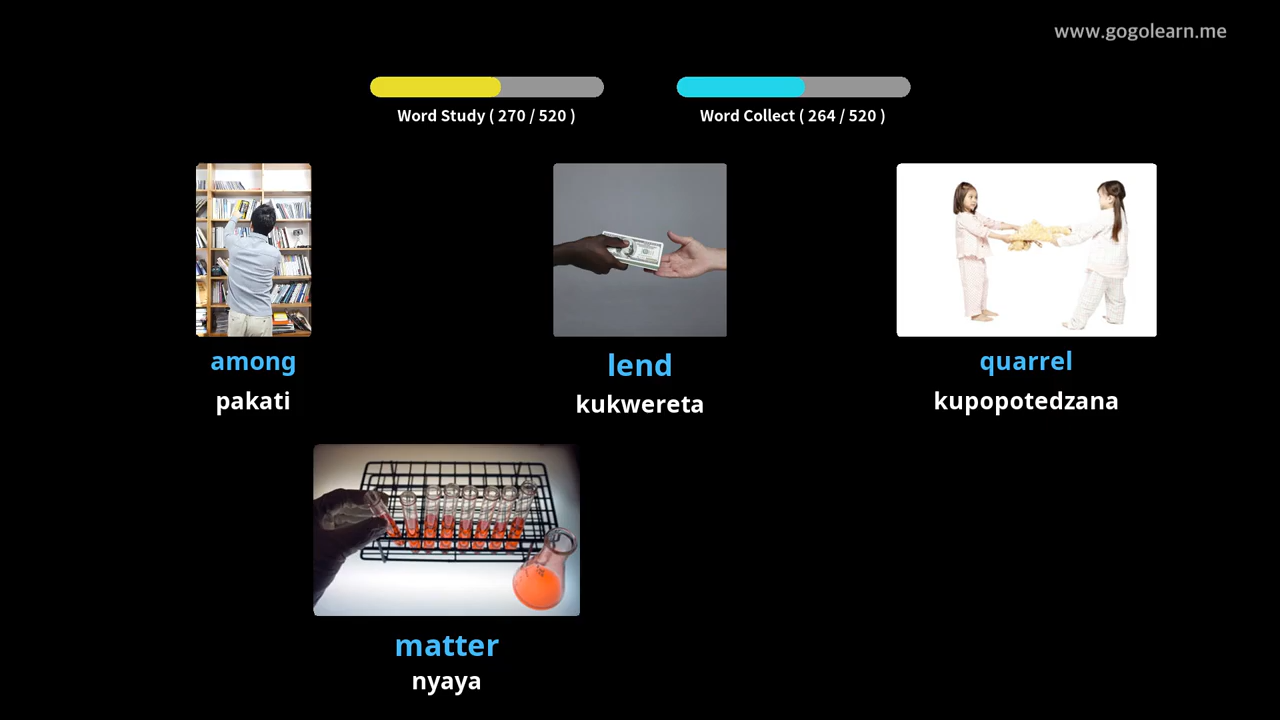 www.gogolearn.me
Word Study ( 270 / 520 )
Word Collect ( 264 / 520 )
among
pakati
lend
kukwereta
quarrel
kupopotedzana
matter
nyaya